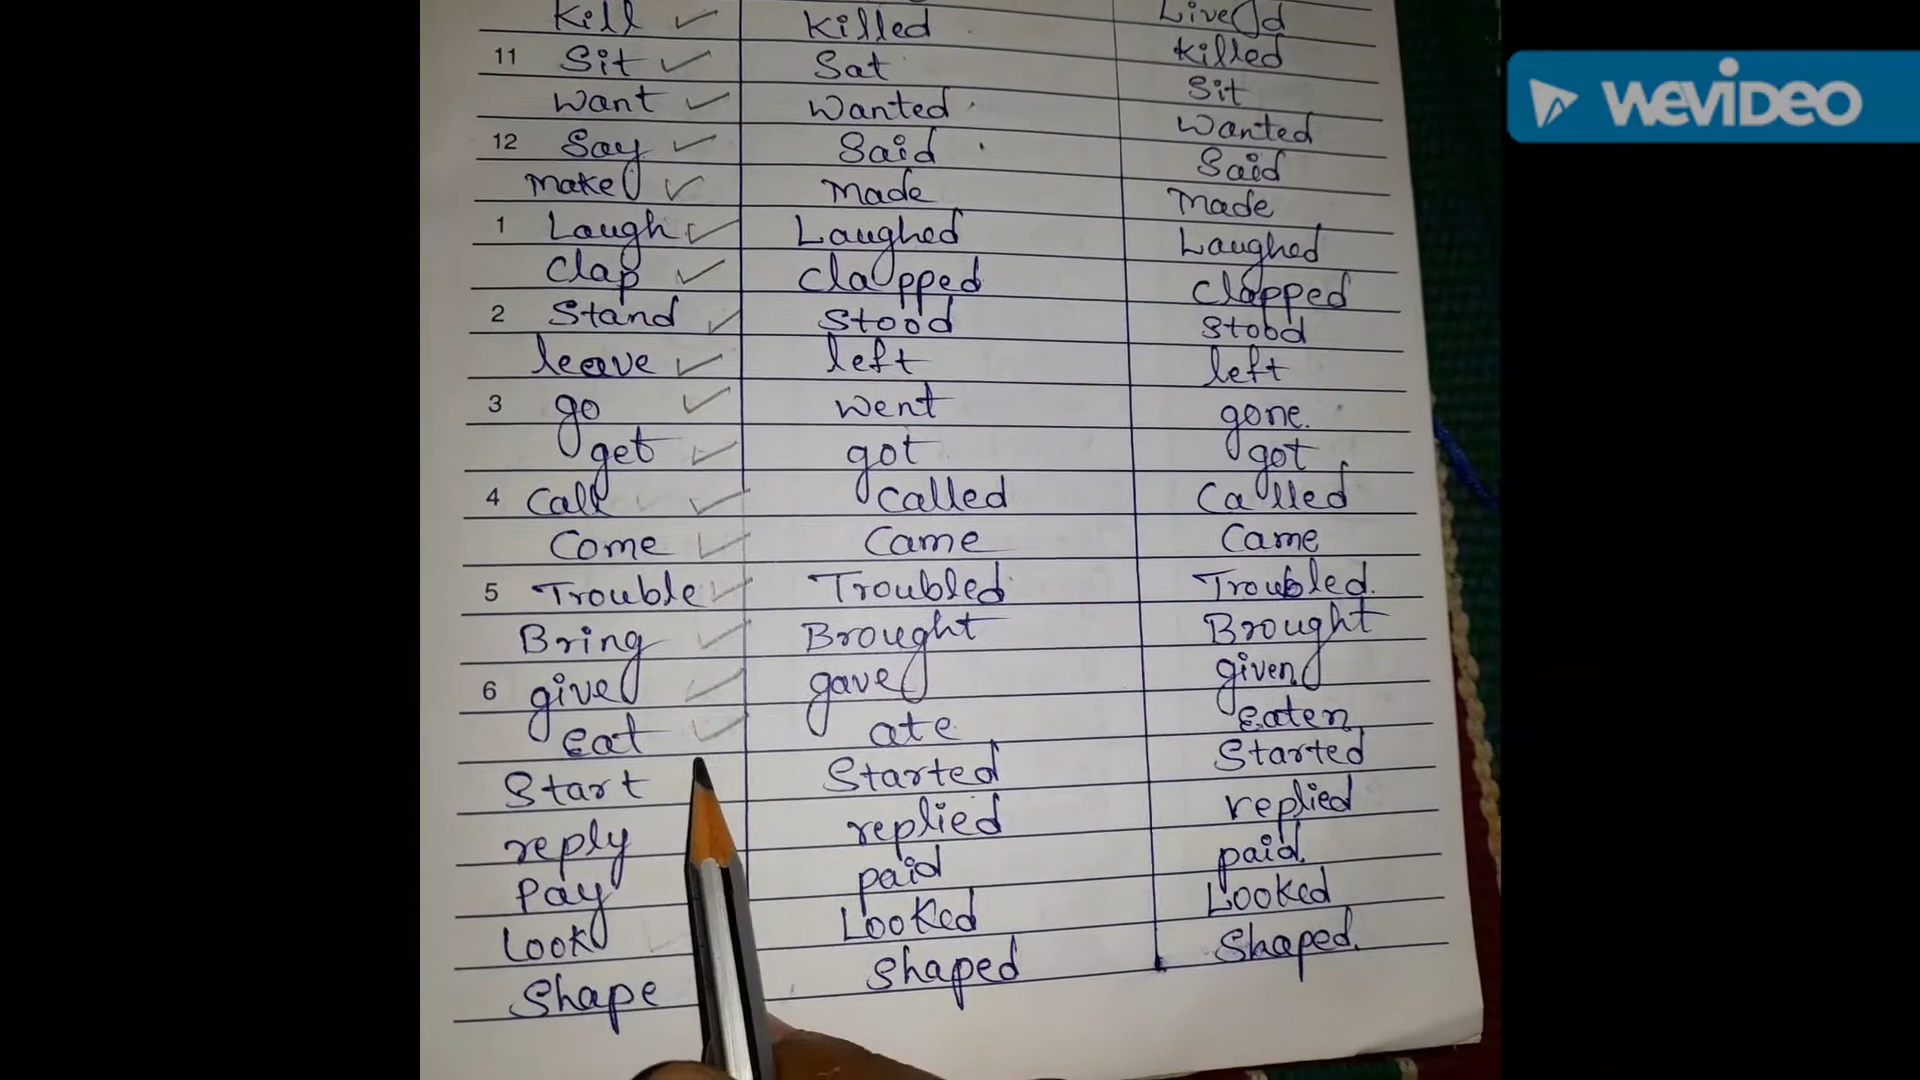 Lived
Kill Killed Killed
11 Sit Sat Sit
Want Wanted Wanted
12 Say Said Said
Make Made Made
1 Laugh Laughed Laughed
Clap Clapped Clapped
2 Stand Stood Stood
leave left left
3 go went gone.
get got got
4 Call Called Called
Come Came Came
5 Trouble Troubled Troubled.
Bring Brought Brought
6 give gave given
Eat ate Eaten
Start Started Started
reply replied replied
Pay paid paid.
Look Looked Looked
Shape Shaped Shaped.
WEVIDEO